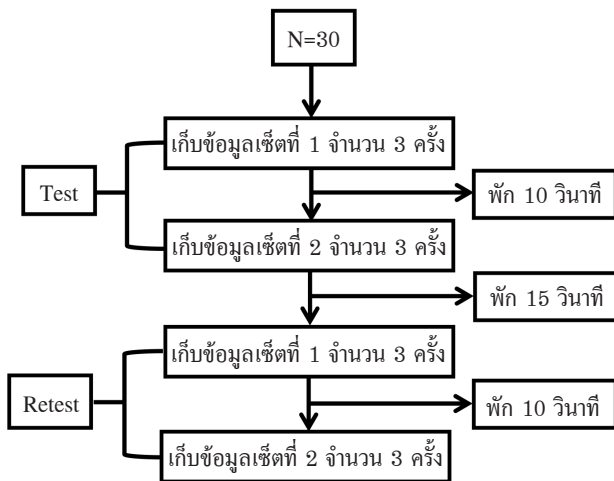 N=30
เก็บข้อมูลเซ็ตที่ 1 จำนวน 3 ครั้ง
Test
พัก 10 วินาที
เก็บข้อมูลเซ็ตที่ 2 จำนวน 3 ครั้ง
พัก 15 วินาที
เก็บข้อมูลเซ็ตที่ 1 จำนวน 3 ครั้ง
Retest
พัก 10 วินาที
เก็บข้อมูลเซ็ตที่ 2 จำนวน 3 ครั้ง